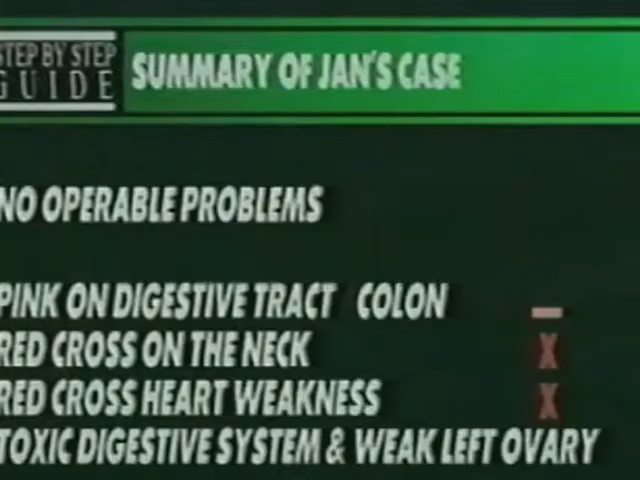 STEP BY STEP
GUIDE
SUMMARY OF JAN'S CASE
NO OPERABLE PROBLEMS
PINK ON DIGESTIVE TRACT COLON
RED CROSS ON THE NECK X
RED CROSS HEART WEAKNESS X
TOXIC DIGESTIVE SYSTEM & WEAK LEFT OVARY